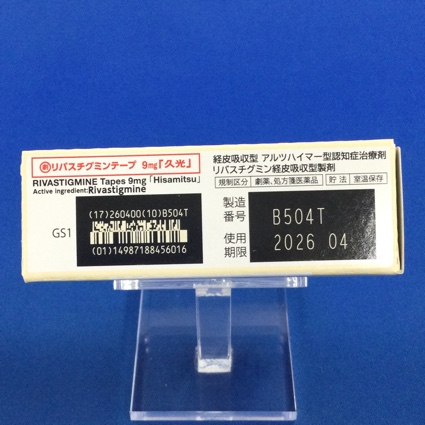 劇 リバスチグミンテープ 9mg「久光」
RIVASTIGMINE Tapes 9mg「Hisamitsu」
Active ingredient:Rivastigmine
GS1
(17)260400(10)B504T
(01)14987188456016
経皮吸収型 アルツハイマー型認知症治療剤
リバスチグミン経皮吸収型製剤
規制区分 劇薬、処方箋医薬品 貯法 室温保存
製造番号 B504T
使用期限 2026 04